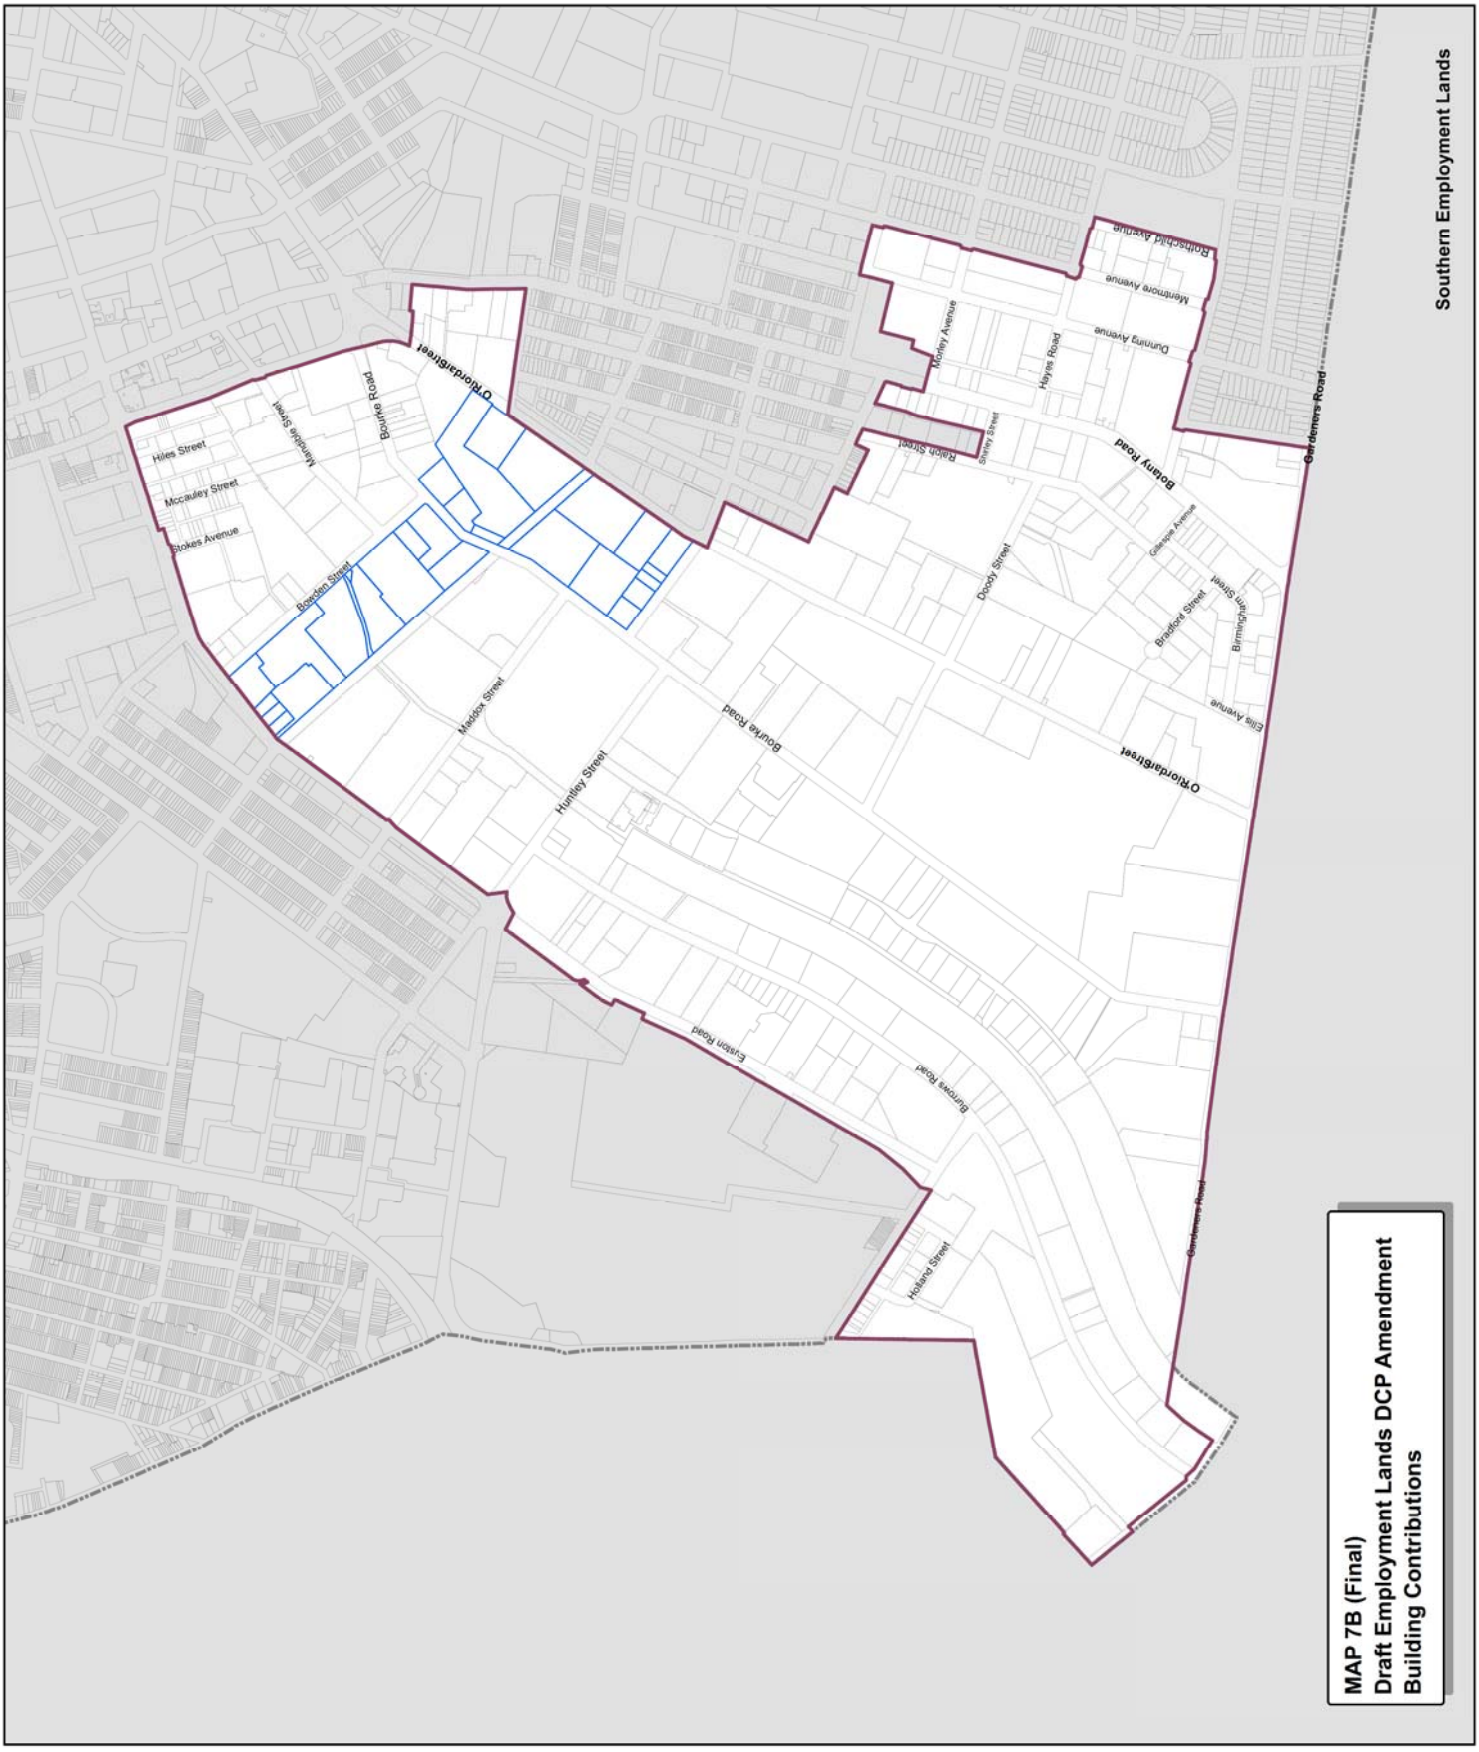 Southern Employment Lands
Rothschild Avenue
Mentmore Avenue
Dunning Avenue
Morley Avenue
Hayes Road
O'RiordanStreet
Bourke Road
Mandible Street
Hiles Street
Mccauley Street
Stokes Avenue
Bowden Street
Ralph Street
Shirley Street
Botany Road
Gardeners Road
Gillespie Avenue
Doody Street
Bradford Street
Birmingham Street
Ellis Avenue
O'RiordanStreet
Bourke Road
Maddox Street
Huntley Street
Euston Road
Burrows Road
Holland Street
Gardeners Road
MAP 7B (Final)
Draft Employment Lands DCP Amendment
Building Contributions